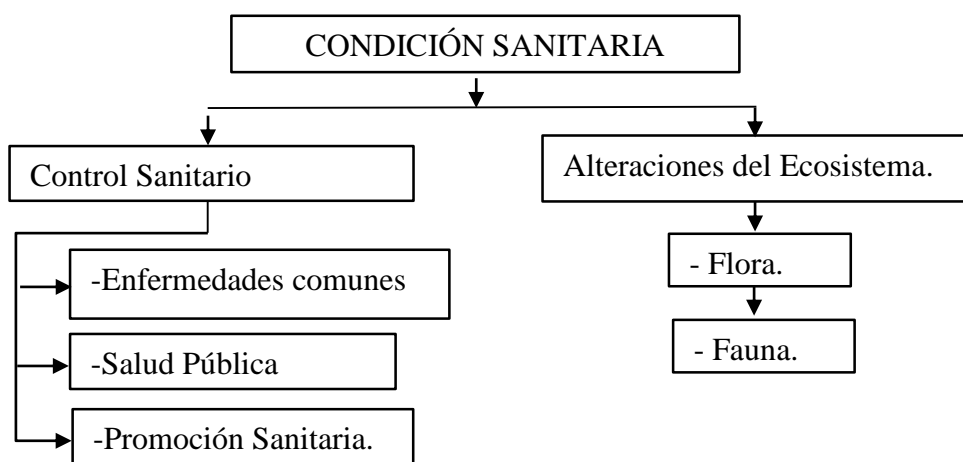 CONDICIÓN SANITARIA
Control Sanitario
-Enfermedades comunes
-Salud Pública
-Promoción Sanitaria.
Alteraciones del Ecosistema.
- Flora.
- Fauna.